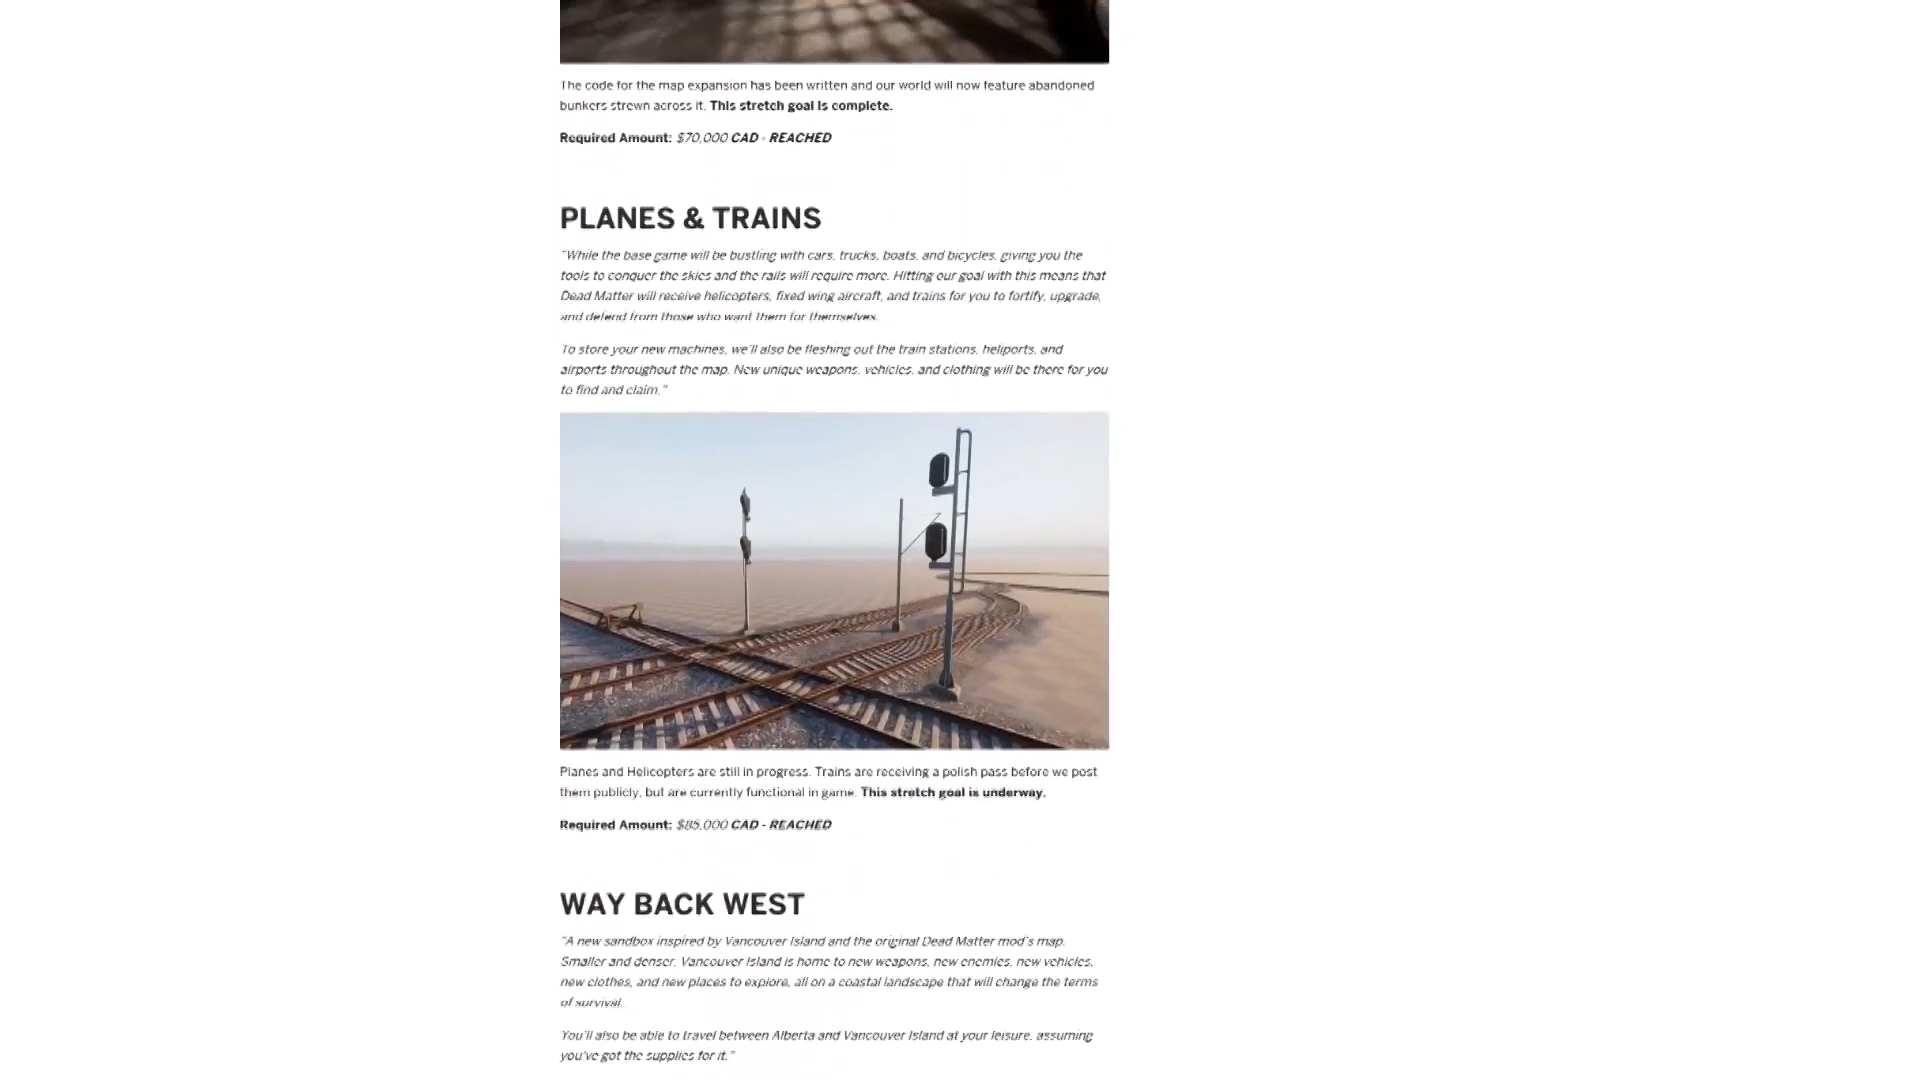 The code for the map expansion has been written and our world will now feature abandoned
bunkers strewn across it. This stretch goal is complete.
Required Amount: $70,000 CAD - REACHED
PLANES & TRAINS
"While the base game will be bustling with cars, trucks, boats, and bicycles, giving you the
tools to conquer the skies and the rails will require more. Hitting our goal with this means that
Dead Matter will receive helicopters, fixed wing aircraft, and trains for you to fortify, upgrade,
and defend from those who want them for themselves.
To store your new machines, we'll also be fleshing out the train stations, heliports, and
airports throughout the map. New unique weapons, vehicles, and clothing will be there for you
to find and claim."
Planes and Helicopters are still in progress. Trains are receiving a polish pass before we post
them publicly, but are currently functional in game. This stretch goal is underway.
Required Amount: $85,000 CAD - REACHED
WAY BACK WEST
"A new sandbox inspired by Vancouver Island and the original Dead Matter mod's map.
Smaller and denser, Vancouver Island is home to new weapons, new enemies, new vehicles,
new clothes, and new places to explore, all on a coastal landscape that will change the terms
of survival.
You'll also be able to travel between Alberta and Vancouver Island at your leisure, assuming
you've got the supplies for it."